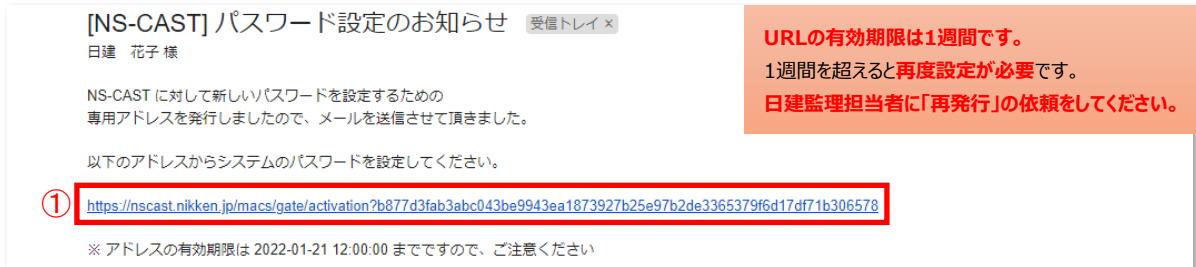 [NS-CAST] パスワード設定のお知らせ 受信トレイ ×
日建　花子 様
URLの有効期限は1週間です。
1週間を超えると再度設定が必要です。
日建監理担当者に「再発行」の依頼をしてください。
NS-CAST に対して新しいパスワードを設定するための
専用アドレスを発行しましたので、メールを送信させて頂きました。
以下のアドレスからシステムのパスワードを設定してください。
① https://nscast.nikken.jp/macs/gate/activation?b877d3fab3abc043be9943ea1873927b25e97b2de3365379f6d17df71b306578
※ アドレスの有効期限は 2022-01-21 12:00:00 までですので、ご注意ください